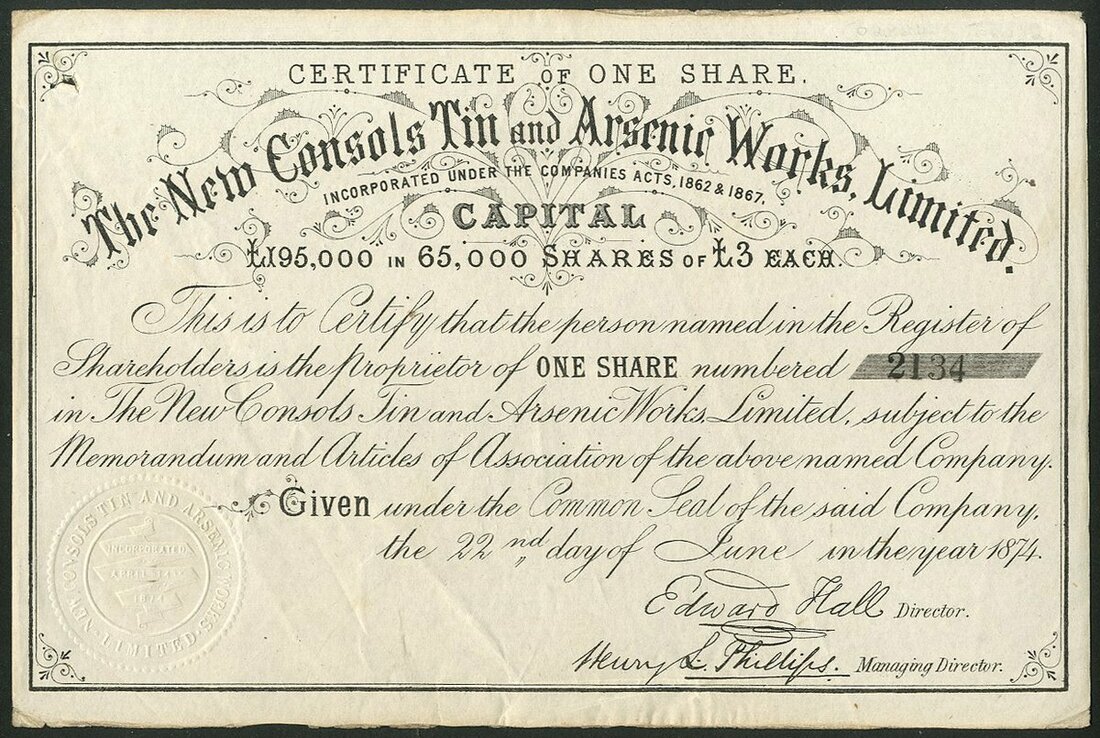 CERTIFICATE OF ONE SHARE.
The New Consols Tin and Arsenic Works, Limited.
INCORPORATED UNDER THE COMPANIES ACTS, 1862 & 1867.
CAPITAL
£195,000 IN 65,000 SHARES OF £3 EACH.
This is to Certify that the person named in the Register of
Shareholders is the proprietor of ONE SHARE numbered 2134
in The New Consols Tin and Arsenic Works, Limited, subject to the
Memorandum and Articles of Association of the above named Company.
Given under the Common Seal of the said Company,
the 22nd day of June in the year 1874.
Edward Hall Director.
Henry L. Phillips. Managing Director.
NEW CONSOLS TIN AND ARSENIC WORKS LIMITED
INCORPORATED
APRIL
1874